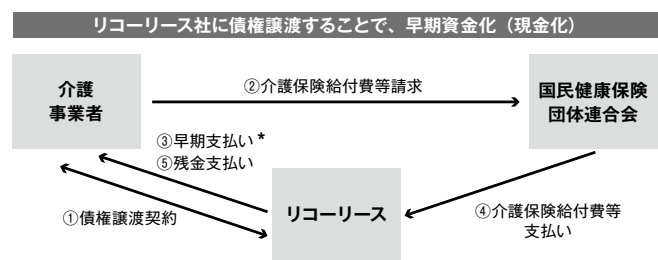 リコーリース社に債権譲渡することで、早期資金化（現金化）
介護
事業者
②介護保険給付費等請求
国民健康保険
団体連合会
③早期支払い*
⑤残金支払い
①債権譲渡契約
リコーリース
④介護保険給付費等
支払い